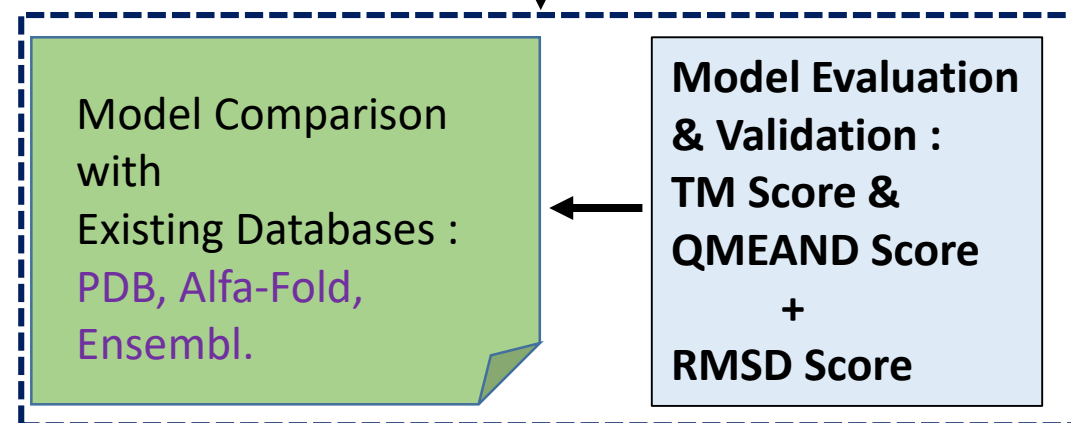 Model Comparison
with
Existing Databases :
PDB, Alfa-Fold,
Ensembl.
Model Evaluation
& Validation :
TM Score &
QMEAND Score
+
RMSD Score